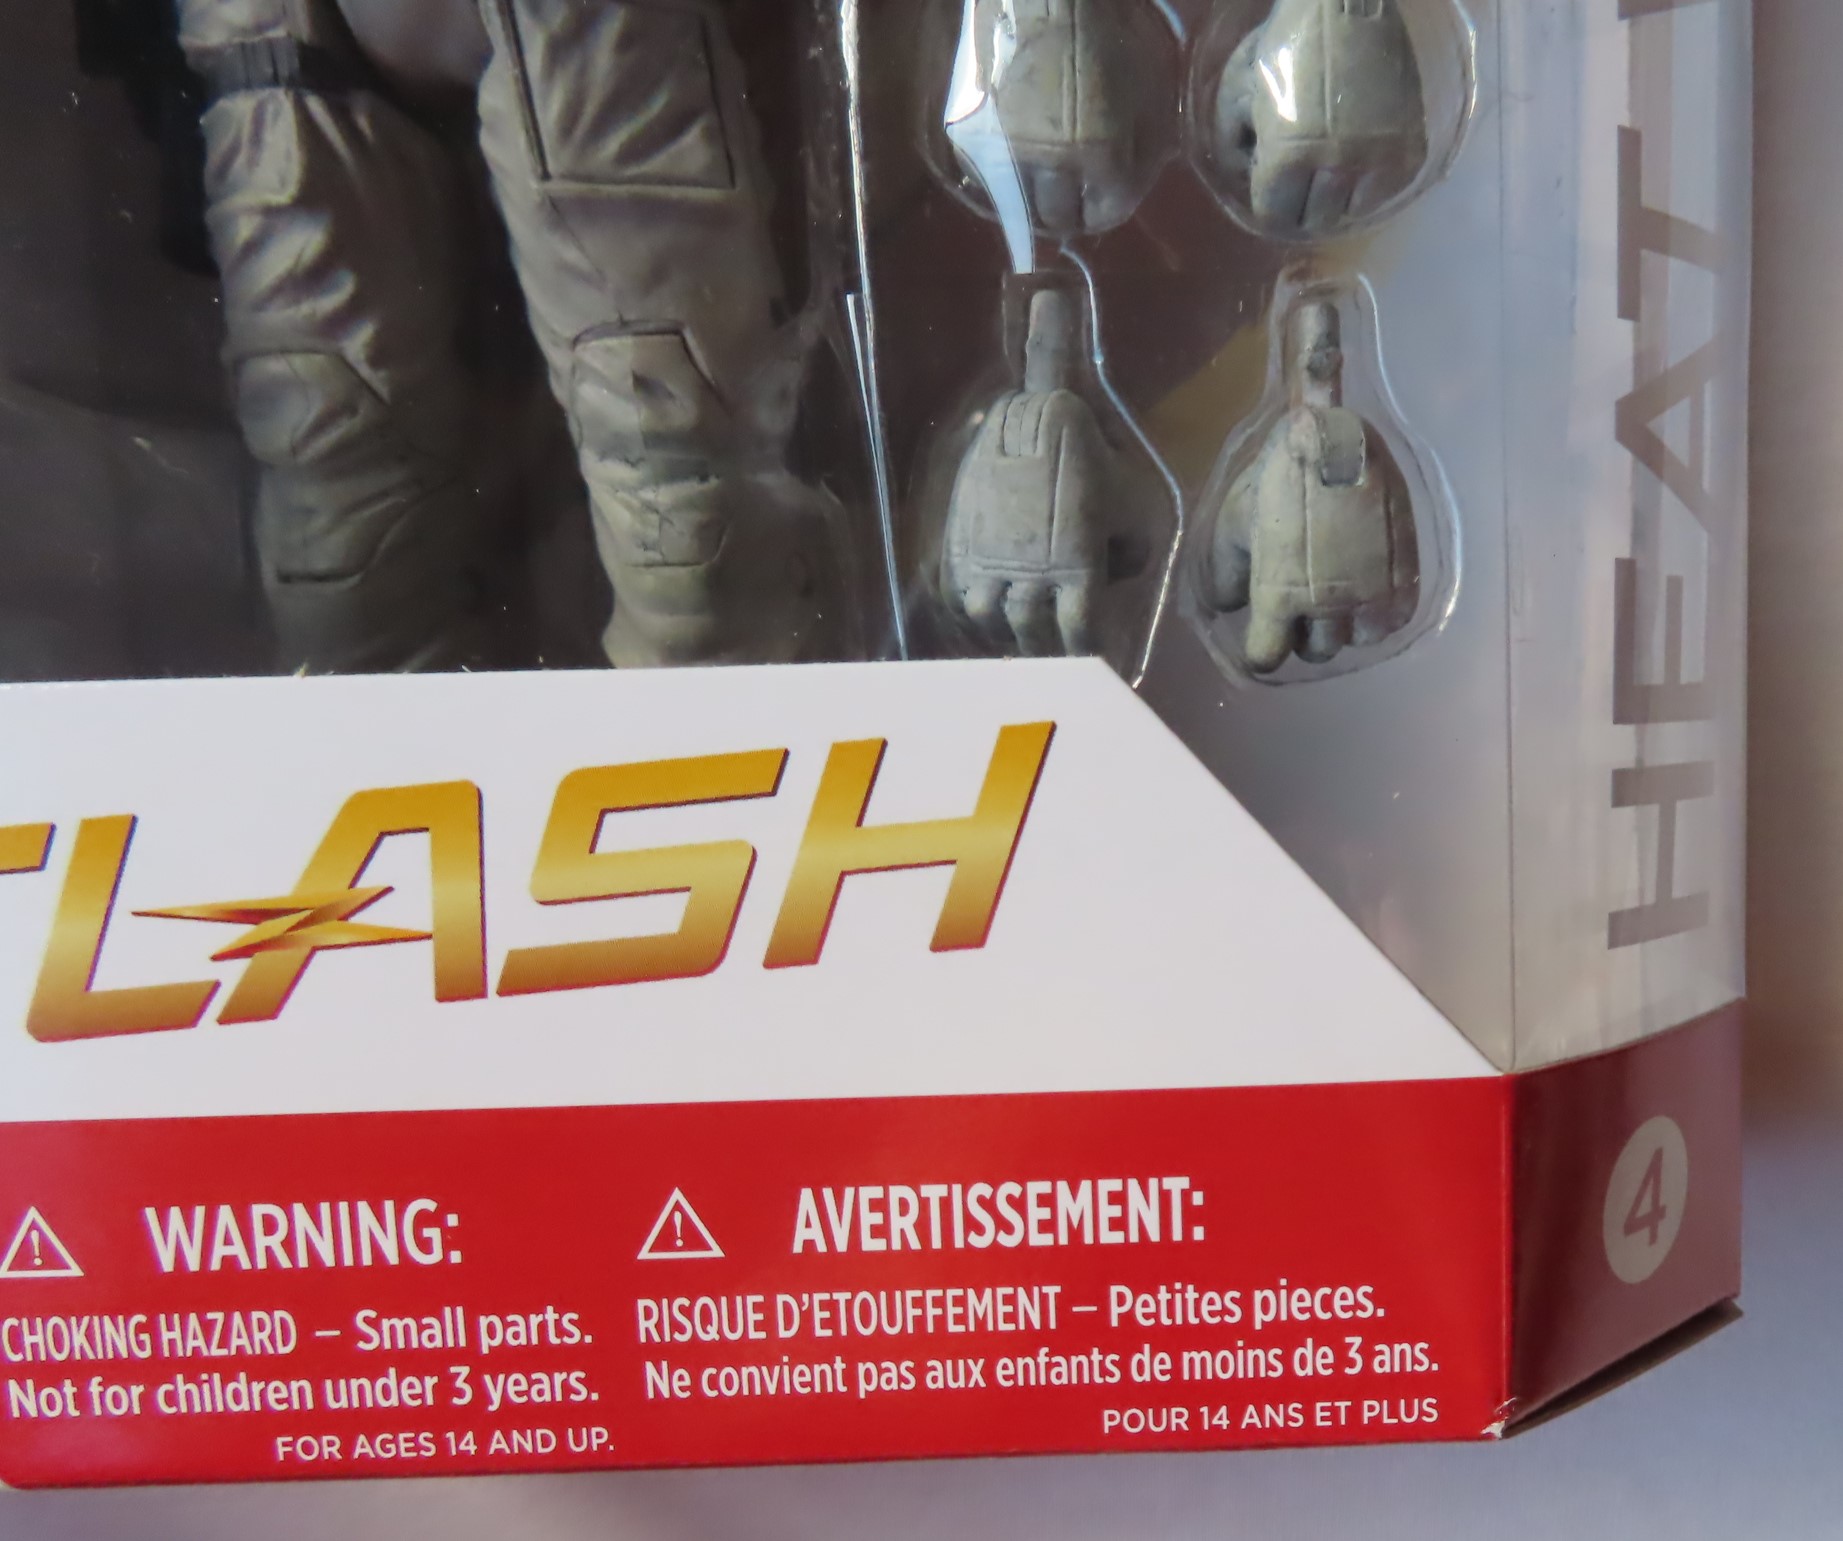 FLASH
WARNING:
CHOKING HAZARD – Small parts.
Not for children under 3 years.
FOR AGES 14 AND UP.
AVERTISSEMENT:
RISQUE D'ETOUFFEMENT – Petites pieces.
Ne convient pas aux enfants de moins de 3 ans.
POUR 14 ANS ET PLUS
HEAT
4